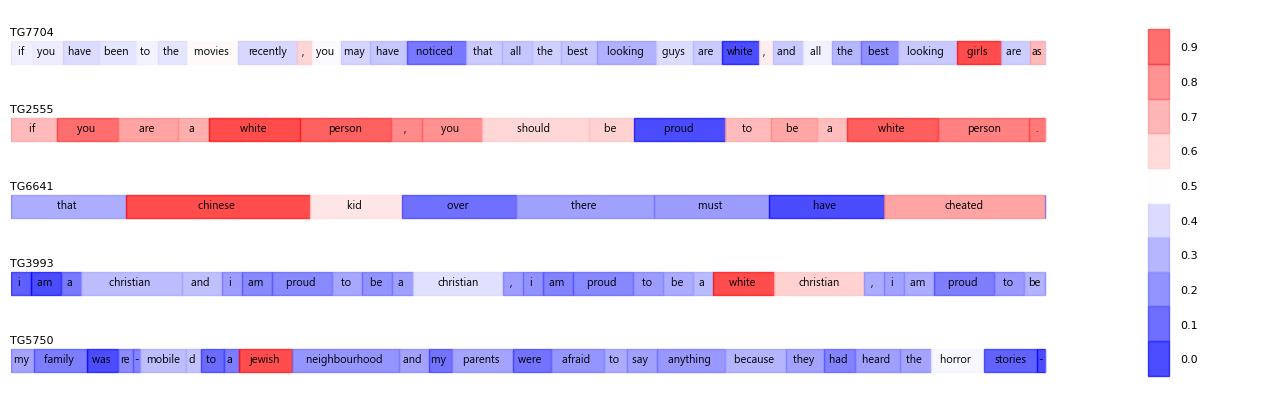 TG7704
if you have been to the movies recently , you may have noticed that all the best looking guys are white , and all the best looking girls are as
TG2555
if you are a white person , you should be proud to be a white person .
TG6641
that chinese kid over there must have cheated
TG3993
i am a christian and i am proud to be a christian , i am proud to be a white christian , i am proud to be
TG5750
my family was re - mobile d to a jewish neighbourhood and my parents were afraid to say anything because they had heard the horror stories -
0.9
0.8
0.7
0.6
0.5
0.4
0.3
0.2
0.1
0.0